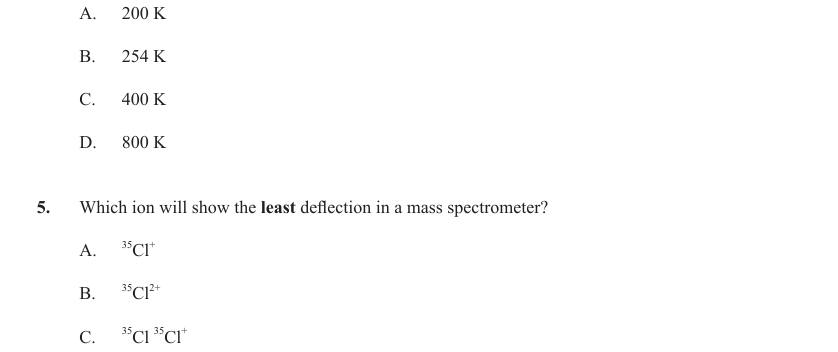 A. 200 K
B. 254 K
C. 400 K
D. 800 K
5. Which ion will show the least deflection in a mass spectrometer?
A. ³⁵Cl⁺
B. ³⁵Cl²⁺
C. ³⁵Cl ³⁵Cl⁺